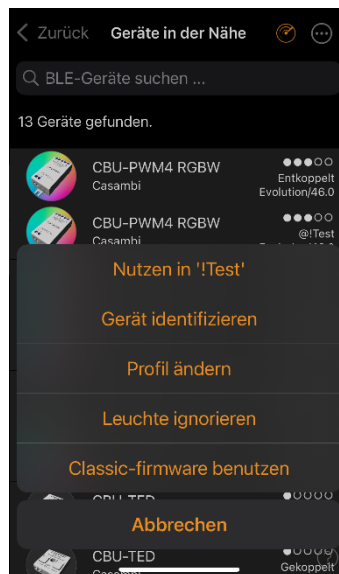 Zurück
Geräte in der Nähe
BLE-Geräte suchen ...
13 Geräte gefunden.
CBU-PWM4 RGBW
Casambi
Entkoppelt
Evolution/46.0
CBU-PWM4 RGBW
Casambi
@!Test
Nutzen in '!Test'
Gerät identifizieren
Profil ändern
Leuchte ignorieren
Classic-firmware benutzen
CBU-TED
Abbrechen
CBU-TED
Gekoppelt